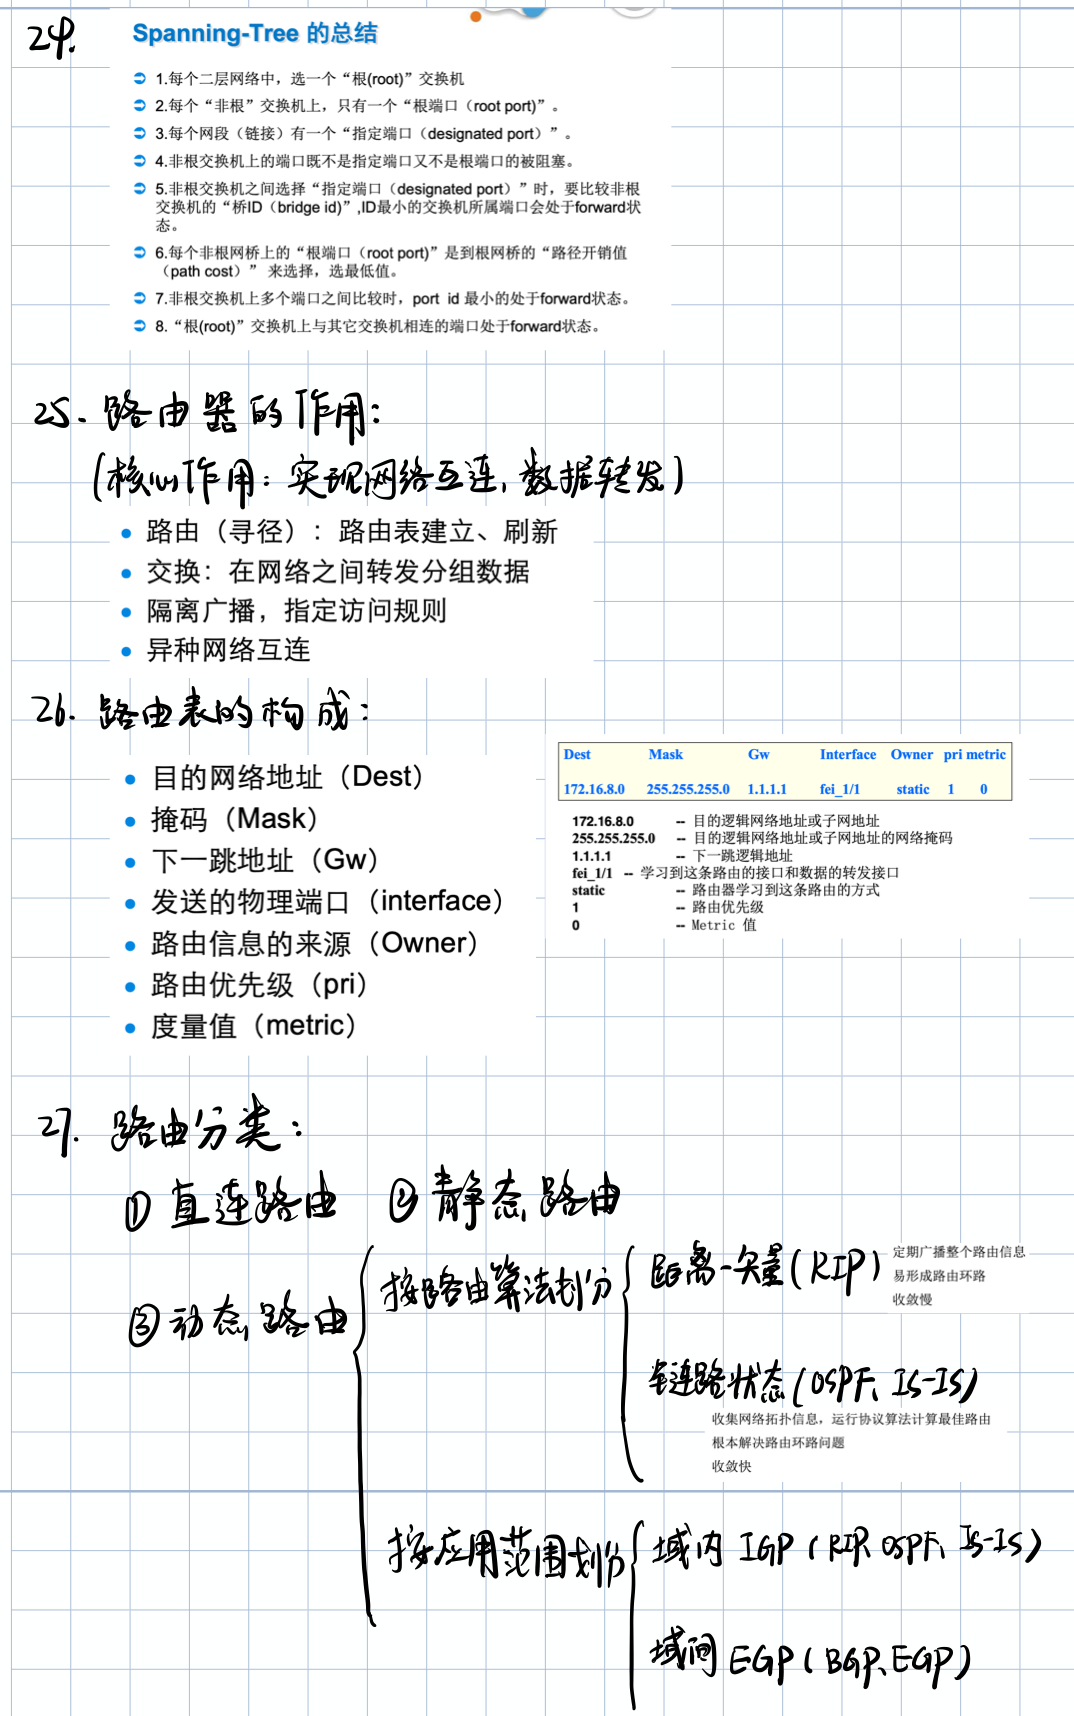 24.
Spanning-Tree 的总结
1.每个二层网络中，选一个“根(root)”交换机
2.每个“非根”交换机上，只有一个“根端口（root port)”。
3.每个网段（链接）有一个“指定端口（designated port）”。
4.非根交换机上的端口既不是指定端口又不是根端口的被阻塞。
5.非根交换机之间选择“指定端口（designated port）”时，要比较非根
交换机的“桥ID（bridge id)”,ID最小的交换机所属端口会处于forward状
态。
6.每个非根网桥上的“根端口（root port)”是到根网桥的“路径开销值
（path cost）” 来选择，选最低值。
7.非根交换机上多个端口之间比较时，port id 最小的处于forward状态。
8.“根(root)”交换机上与其它交换机相连的端口处于forward状态。
25. 路由器的作用：
(核心作用：实现网络互连、数据转发)
路由（寻径）：路由表建立、刷新
交换：在网络之间转发分组数据
隔离广播，指定访问规则
异种网络互连
26. 路由表的构成：
目的网络地址（Dest）
掩码（Mask）
下一跳地址（Gw）
发送的物理端口（interface）
路由信息的来源（Owner）
路由优先级（pri）
度量值（metric）
Dest Mask Gw Interface Owner pri metric
172.16.8.0 255.255.255.0 1.1.1.1 fei_1/1 static 1 0
172.16.8.0 -- 目的逻辑网络地址或子网地址
255.255.255.0 -- 目的逻辑网络地址或子网地址的网络掩码
1.1.1.1 -- 下一跳逻辑地址
fei_1/1 -- 学习到这条路由的接口和数据的转发接口
static -- 路由器学习到这条路由的方式
1 -- 路由优先级
0 -- Metric 值
27. 路由分类：
① 直连路由 ② 静态路由
③ 动态路由
按路由算法划分
距离-矢量(RIP)
定期广播整个路由信息
易形成路由环路
收敛慢
链路状态(OSPF、IS-IS)
收集网络拓扑信息，运行协议算法计算最佳路由
根本解决路由环路问题
收敛快
按应用范围划分
域内 IGP (RIP、OSPF、IS-IS)
域间 EGP (BGP、EGP)